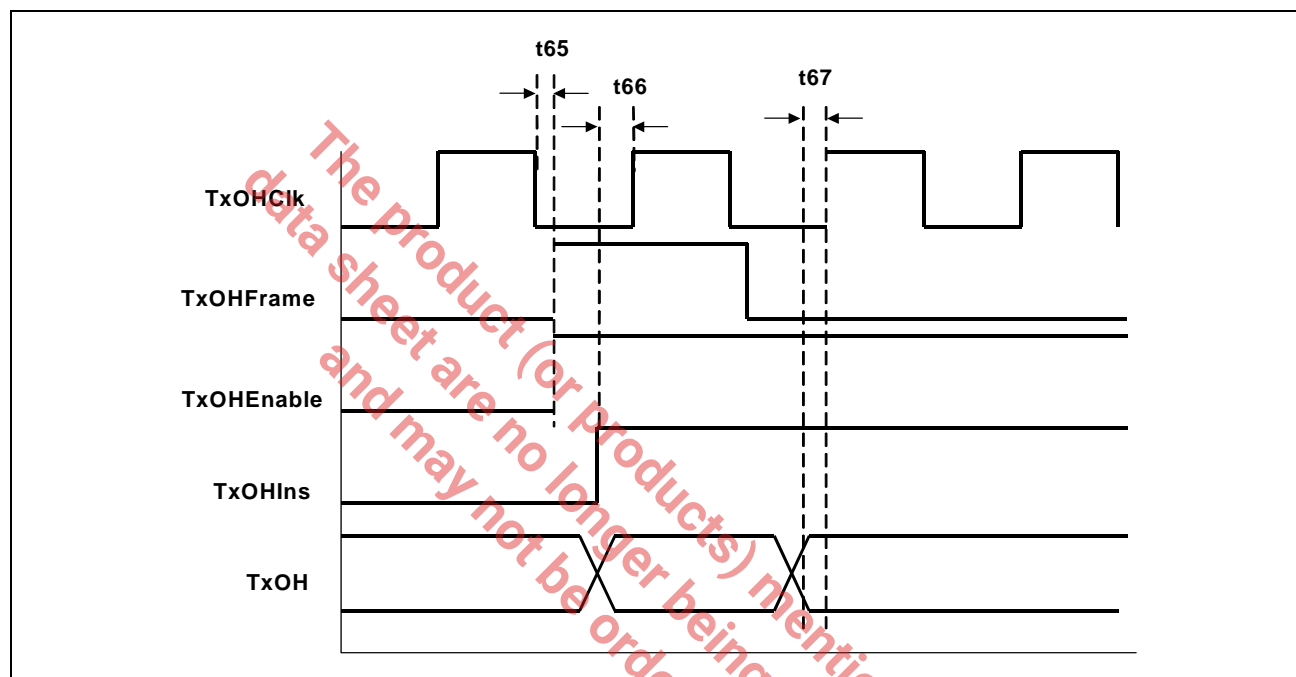 t65
t66
t67
TxOHClk
TxOHFrame
TxOHEnable
TxOHIns
TxOH
The product (or products) mentio
data sheet are no longer being
and may not be orde